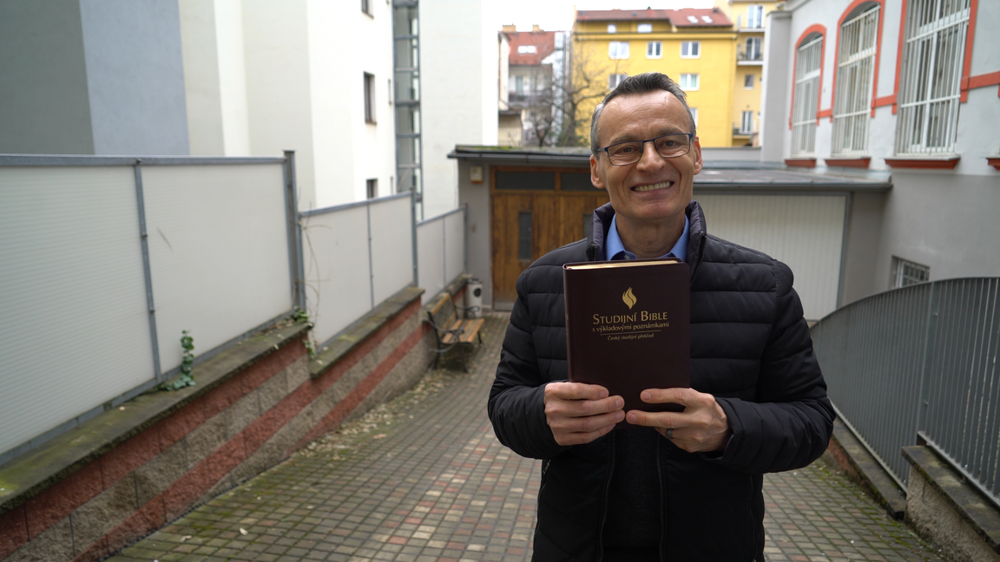 STUDIJNÍ BIBLE
s výkladovými poznámkami
Český studijní překlad